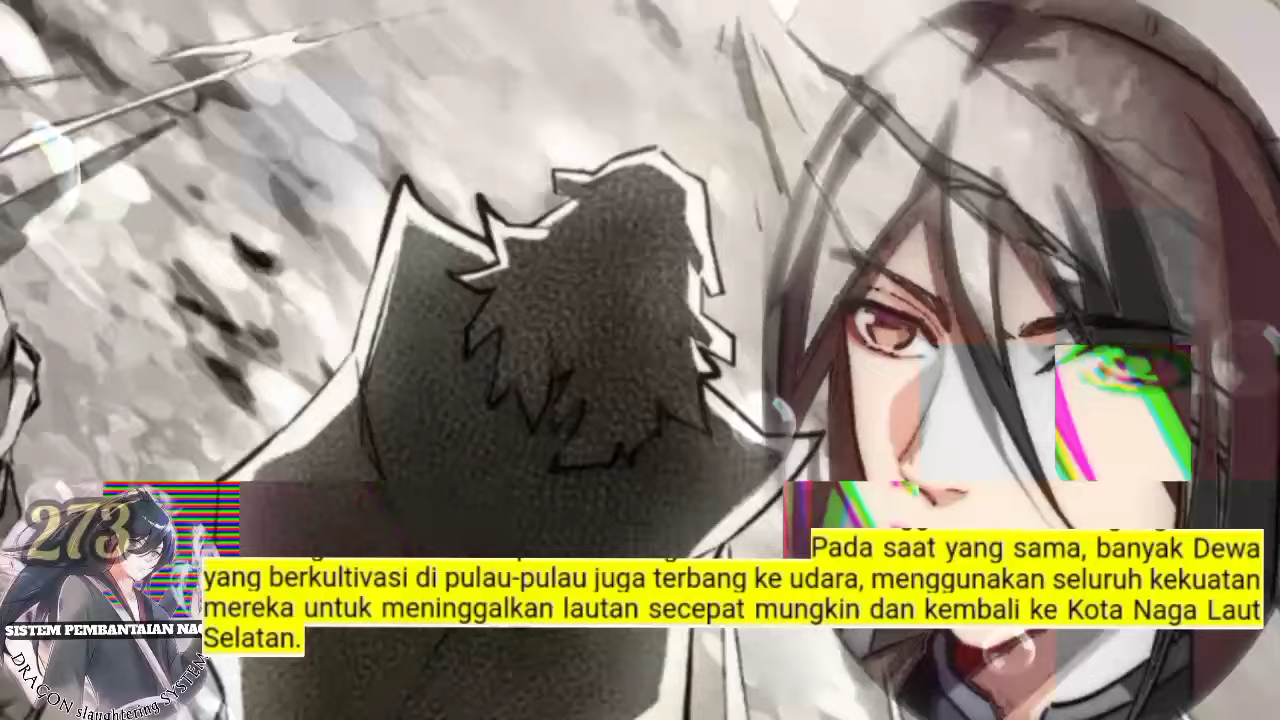 273
SISTEM PEMBANTAIAN
DRAGON slaughtering SYSTEM
Pada saat yang sama, banyak Dewa
yang berkultivasi di pulau-pulau juga terbang ke udara, menggunakan seluruh kekuatan
mereka untuk meninggalkan lautan secepat mungkin dan kembali ke Kota Naga Laut
Selatan.